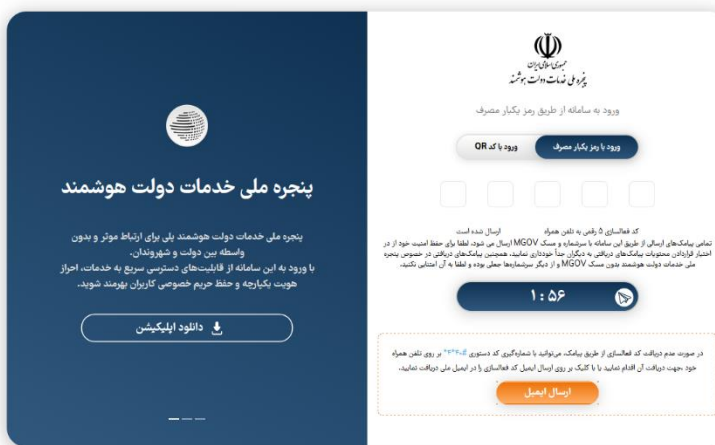 جمهوری اسلامی ایران
پنجره ملی خدمات دولت هوشمند
ورود به سامانه از طریق رمز یکبار مصرف
ورود با رمز یکبار مصرف
ورود با کد QR
کد فعالسازی ۵ رقمی به تلفن همراه ارسال شده است
تمامی پیامک‌های ارسالی از طریق این سامانه با سرشماره و مسک MGOV ارسال می شود، لطفا برای حفظ امنیت خود از در
اختیار قراردادن محتویات پیامک‌های دریافتی به دیگران جداً خودداری نمایید، همچنین پیامک‌های دریافتی در خصوص پنجره
ملی خدمات دولت هوشمند بدون مسک MGOV و از دیگر سرشماره‌ها جعلی بوده و لطفا به آن اعتنایی نکنید.
۱ : ۵۶
در صورت عدم دریافت کد فعالسازی از طریق پیامک، می‌توانید با شماره‌گیری کد دستوری بر روی تلفن همراه
خود ،جهت دریافت آن اقدام نمایید یا با کلیک بر روی ارسال ایمیل کد فعالسازی را در ایمیل ملی دریافت نمایید.
ارسال ایمیل
پنجره ملی خدمات دولت هوشمند
پنجره ملی خدمات دولت هوشمند پلی برای ارتباط موثر و بدون
واسطه بین دولت و شهروندان.
با ورود به این سامانه از قابلیت‌های دسترسی سریع به خدمات، احراز
هویت یکپارچه و حفظ حریم خصوصی کاربران بهرمند شوید.
دانلود اپلیکیشن